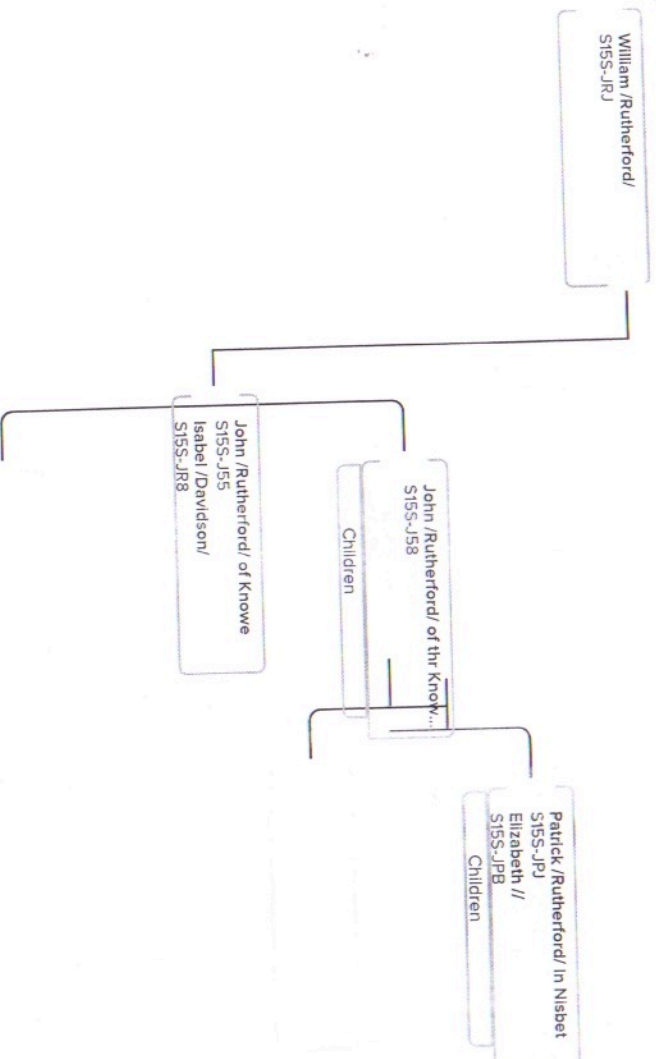 William /Rutherford/
S15S-JRJ
John /Rutherford/ of Knowe
S15S-J55
Isabel /Davidson/
S15S-JR8
John /Rutherford/ of thr Know...
S15S-J58
Children
Patrick /Rutherford/ In Nisbet
S15S-JPJ
Elizabeth //
S15S-JPB
Children